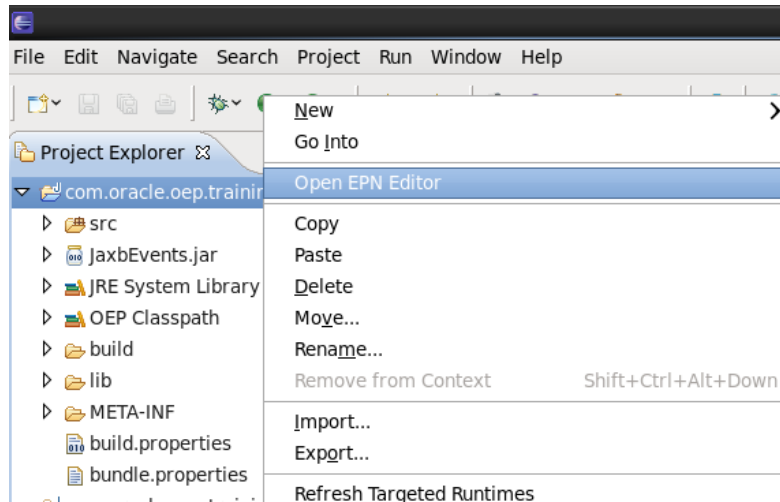 File Edit Navigate Search Project Run Window Help
New
Go Into
Project Explorer
Open EPN Editor
com.oracle.oep.trainin
src
Copy
JaxbEvents.jar
Paste
JRE System Library
Delete
OEP Classpath
Move...
build
Rename...
lib
Remove from Context Shift+Ctrl+Alt+Down
META-INF
Import...
build.properties
Export...
bundle.properties
Refresh Targeted Runtimes